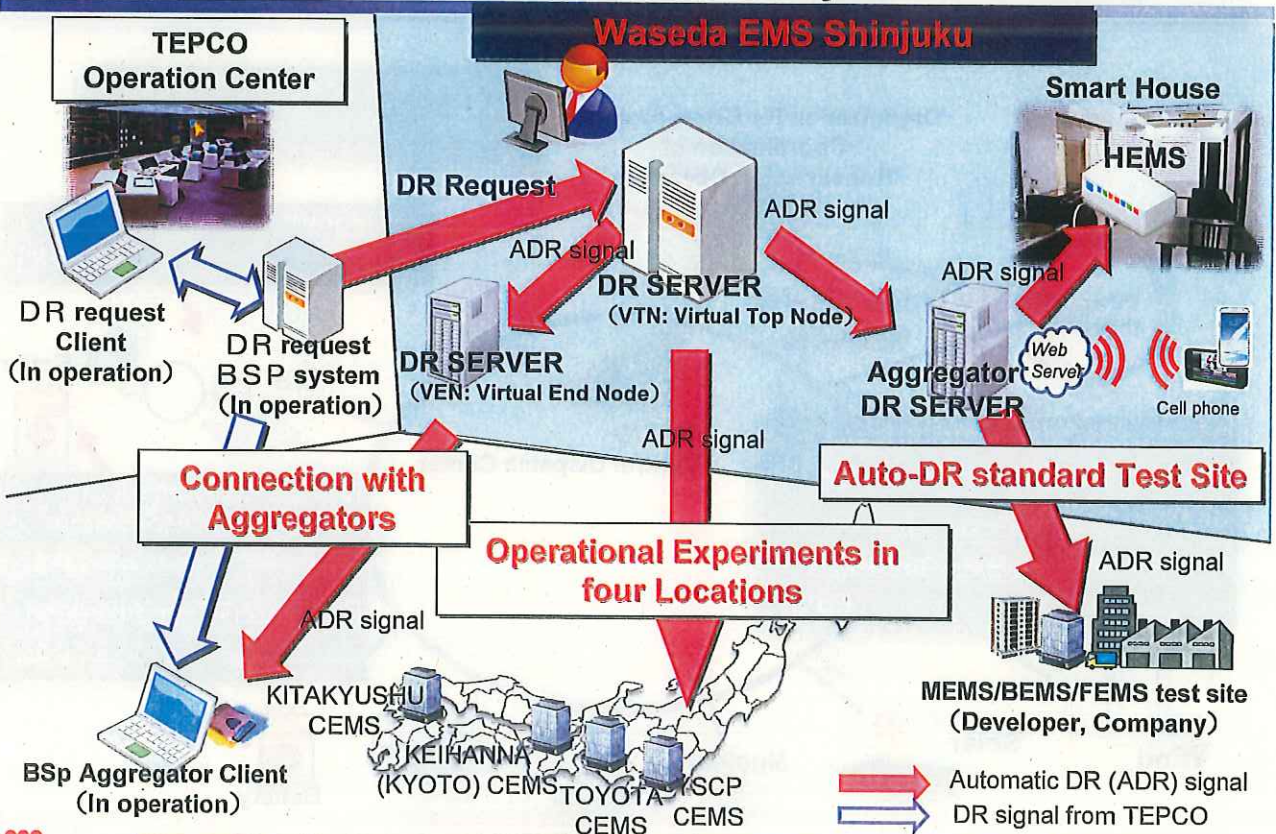 Waseda EMS Shinjuku
TEPCO
Operation Center
Smart House
HEMS
DR Request
ADR signal
ADR signal
ADR signal
DR SERVER
(VTN: Virtual Top Node)
DR request
Client
(In operation)
DR request
BSP system
(In operation)
DR SERVER
(VEN: Virtual End Node)
Aggregator
DR SERVER
Web
Server
Cell phone
ADR signal
Connection with
Aggregators
Auto-DR standard Test Site
Operational Experiments in
four Locations
ADR signal
ADR signal
KITAKYUSHU
CEMS
KEIHANNA
(KYOTO) CEMS
TOYOTA
CEMS
YSCP
CEMS
MEMS/BEMS/FEMS test site
(Developer, Company)
BSp Aggregator Client
(In operation)
Automatic DR (ADR) signal
DR signal from TEPCO